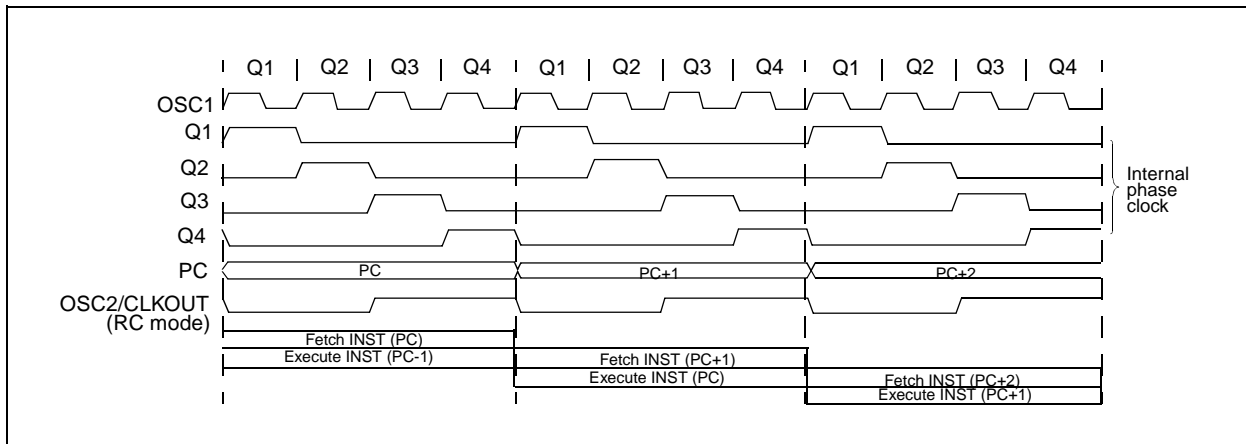 Q1 Q2 Q3 Q4 Q1 Q2 Q3 Q4 Q1 Q2 Q3 Q4
OSC1
Q1
Q2
Q3
Q4
Internal
phase
clock
PC PC PC+1 PC+2
OSC2/CLKOUT
(RC mode)
Fetch INST (PC)
Execute INST (PC-1) Fetch INST (PC+1)
Execute INST (PC) Fetch INST (PC+2)
Execute INST (PC+1)